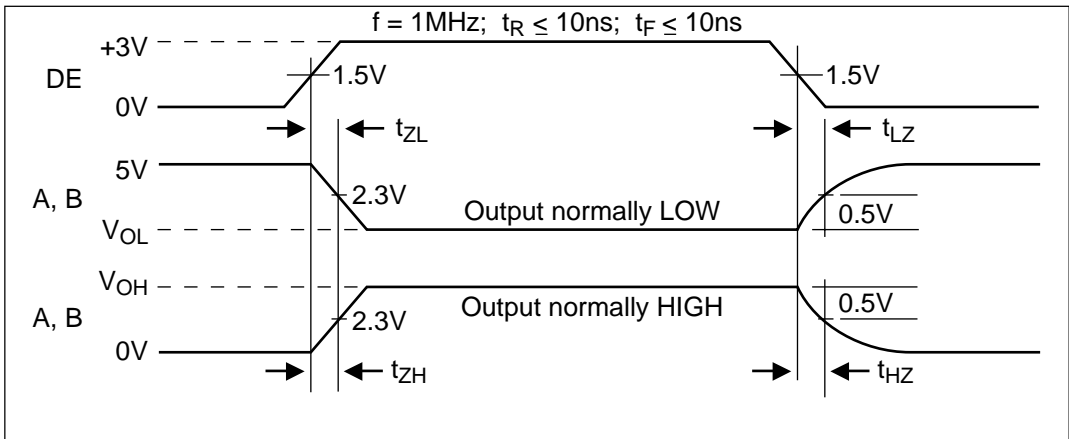 f = 1MHz; tR ≤ 10ns; tF ≤ 10ns
+3V
DE
1.5V
1.5V
0V
tZL
tLZ
5V
A, B
2.3V
Output normally LOW
0.5V
VOL
VOH
Output normally HIGH
0.5V
A, B
2.3V
0V
tZH
tHZ